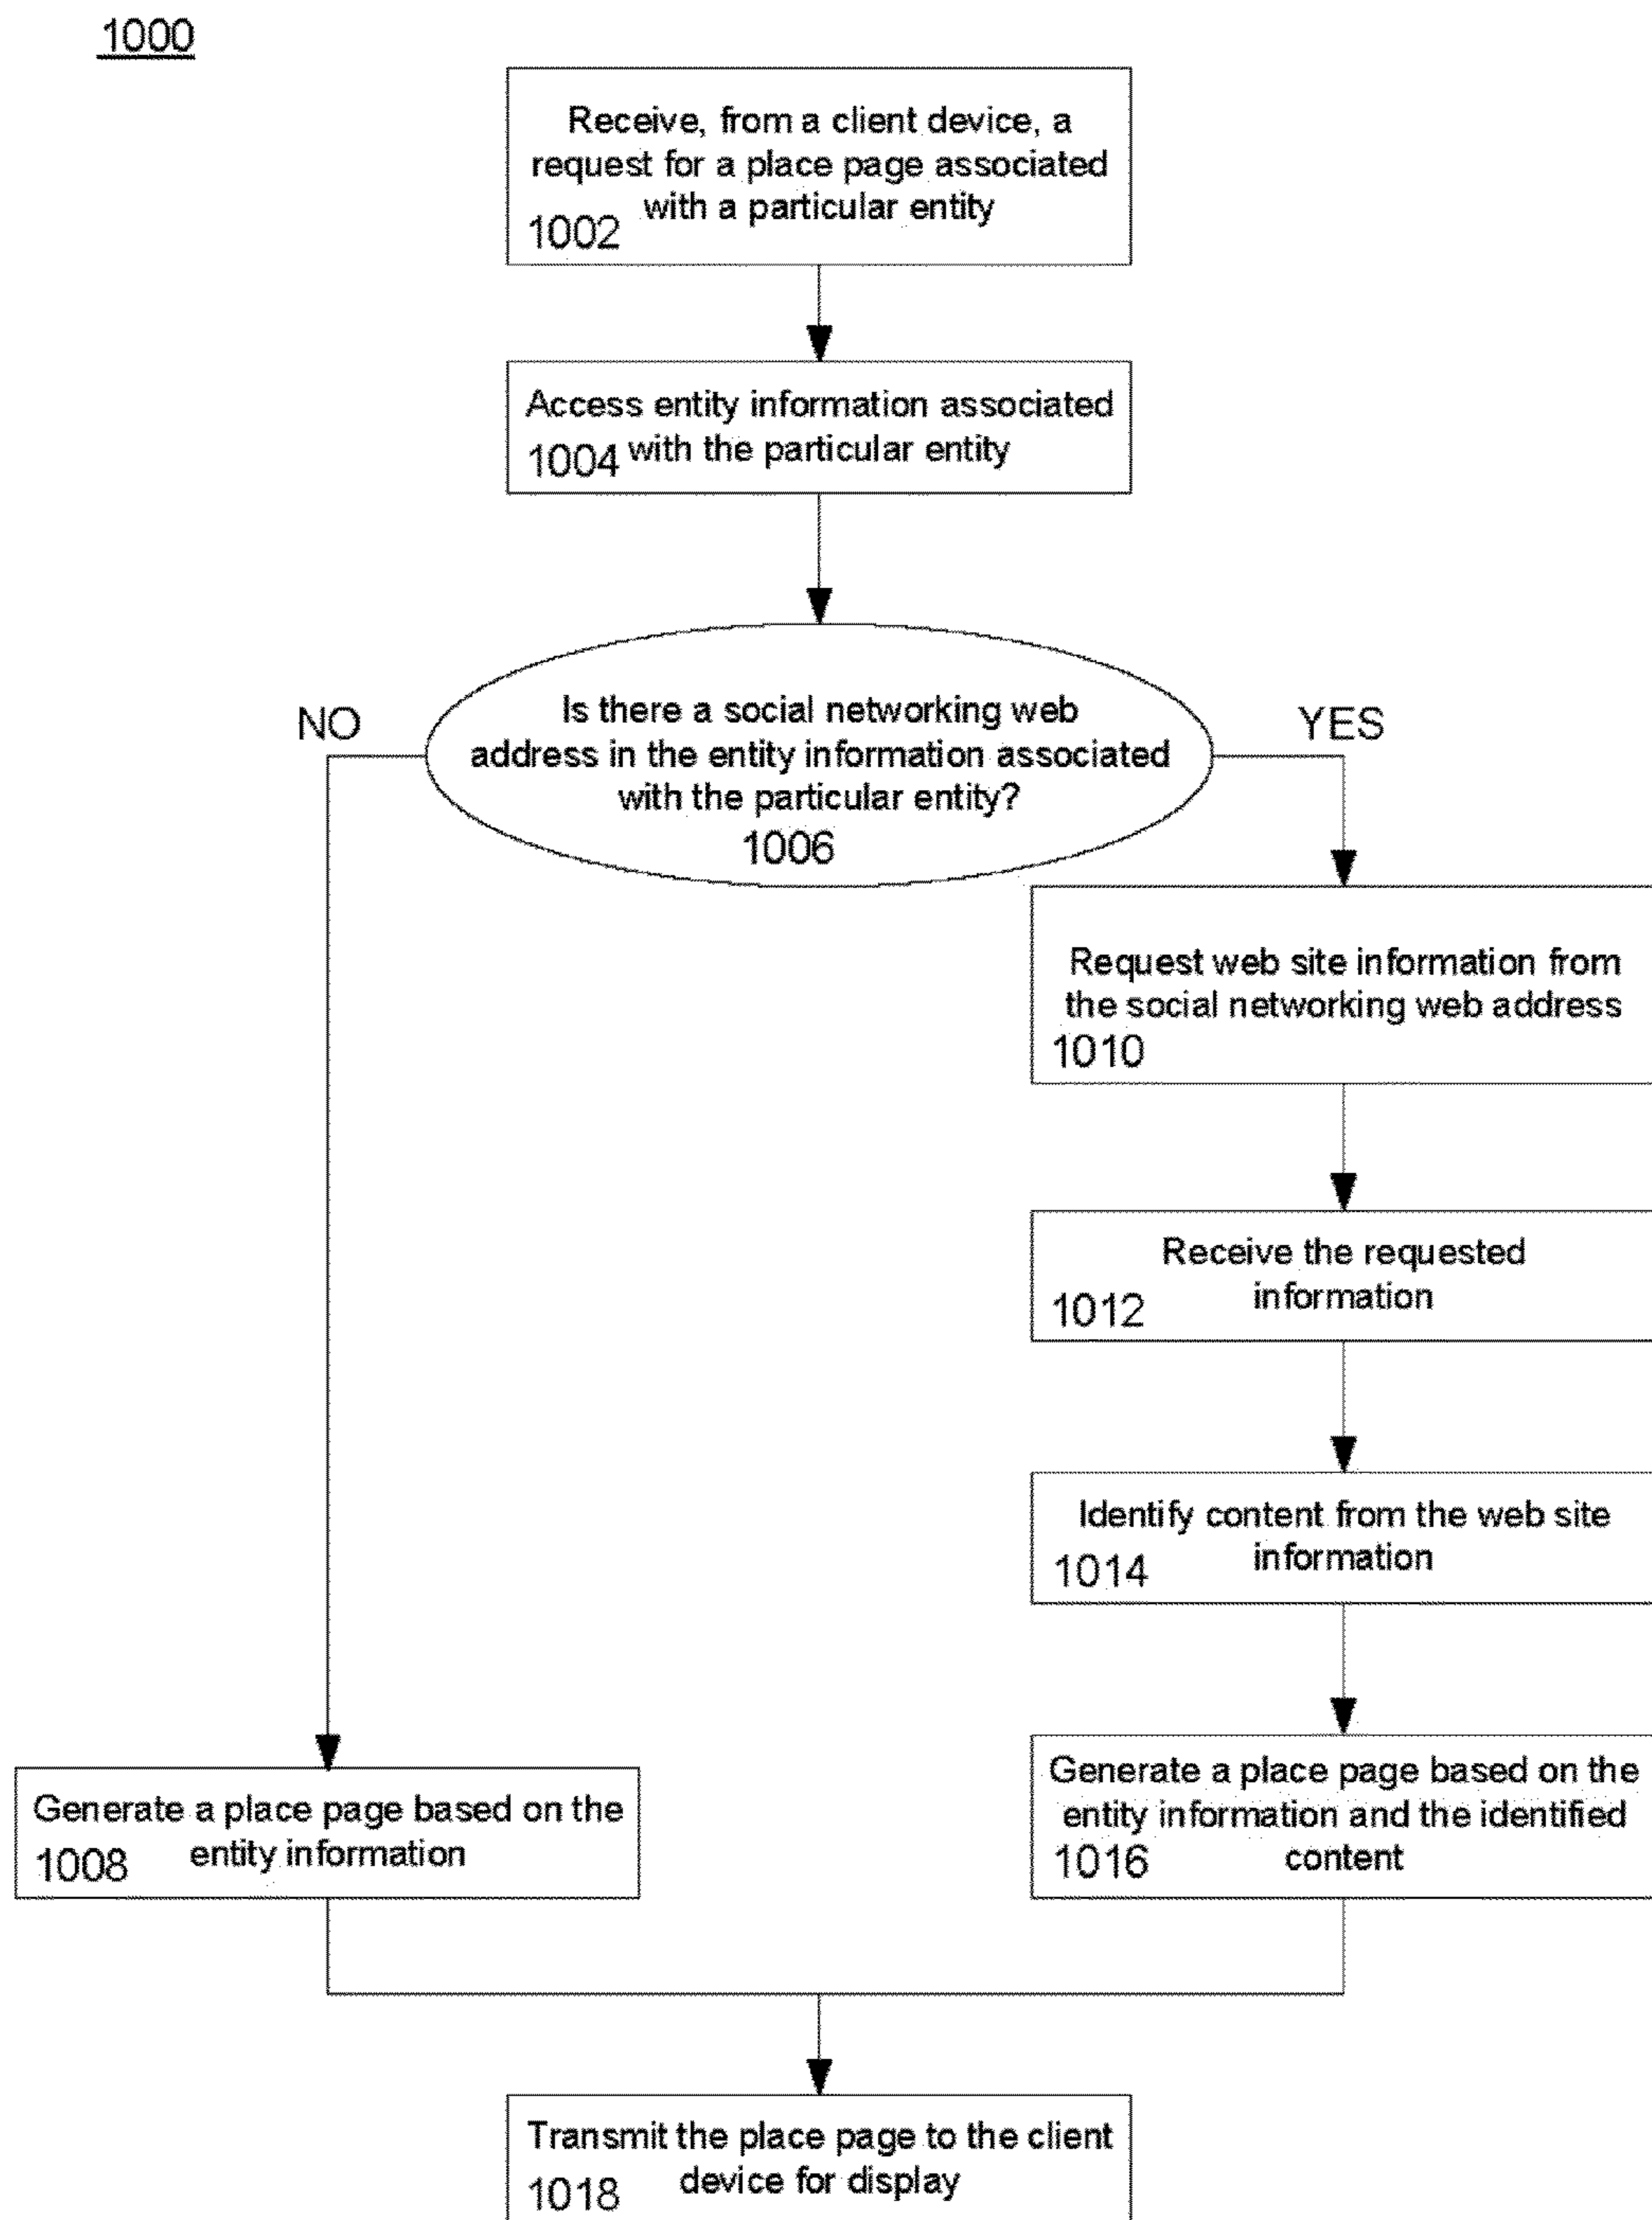 1000
Receive, from a client device, a
request for a place page associated
with a particular entity
1002
Access entity information associated
with the particular entity
1004
Is there a social networking web
address in the entity information associated
with the particular entity?
1006
NO
YES
Request web site information from
the social networking web address
1010
Receive the requested
information
1012
Identify content from the web site
information
1014
Generate a place page based on the
entity information
1008
Generate a place page based on the
entity information and the identified
content
1016
Transmit the place page to the client
device for display
1018